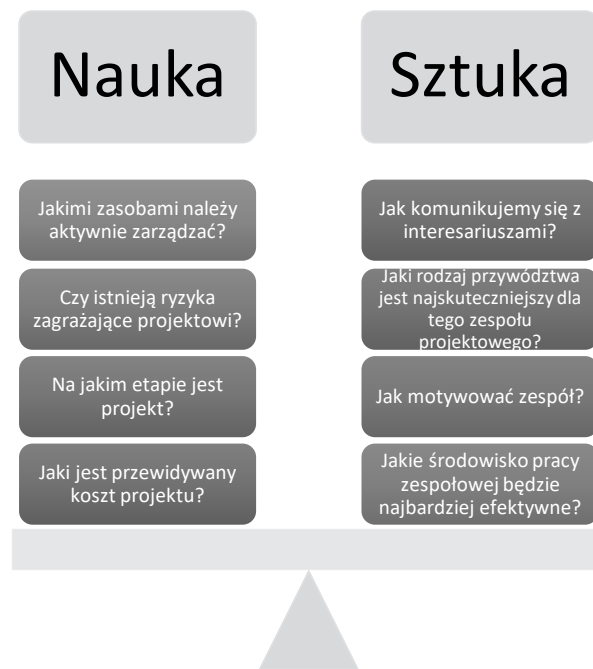 Nauka
Jakimi zasobami należy
aktywnie zarządzać?
Czy istnieją ryzyka
zagrażające projektowi?
Na jakim etapie jest
projekt?
Jaki jest przewidywany
koszt projektu?
Sztuka
Jak komunikujemy się z
interesariuszami?
Jaki rodzaj przywództwa
jest najskuteczniejszy dla
tego zespołu
projektowego?
Jak motywować zespół?
Jakie środowisko pracy
zespołowej będzie
najbardziej efektywne?